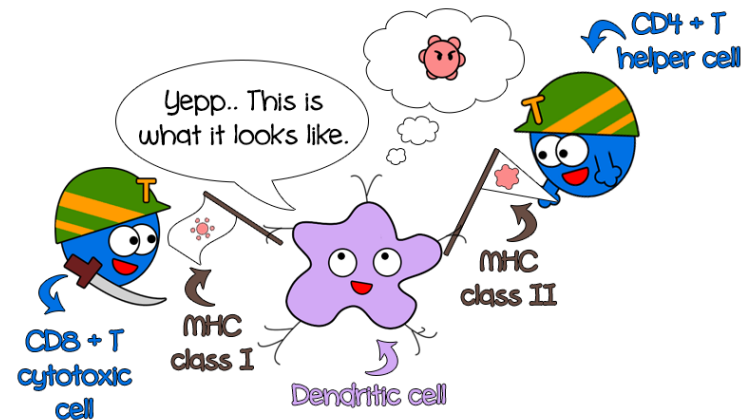 CD4 + T
helper cell
Yepp.. This is
what it looks like.
T
T
MHC
class II
MHC
class I
CD8 + T
cytotoxic
cell
Dendritic cell